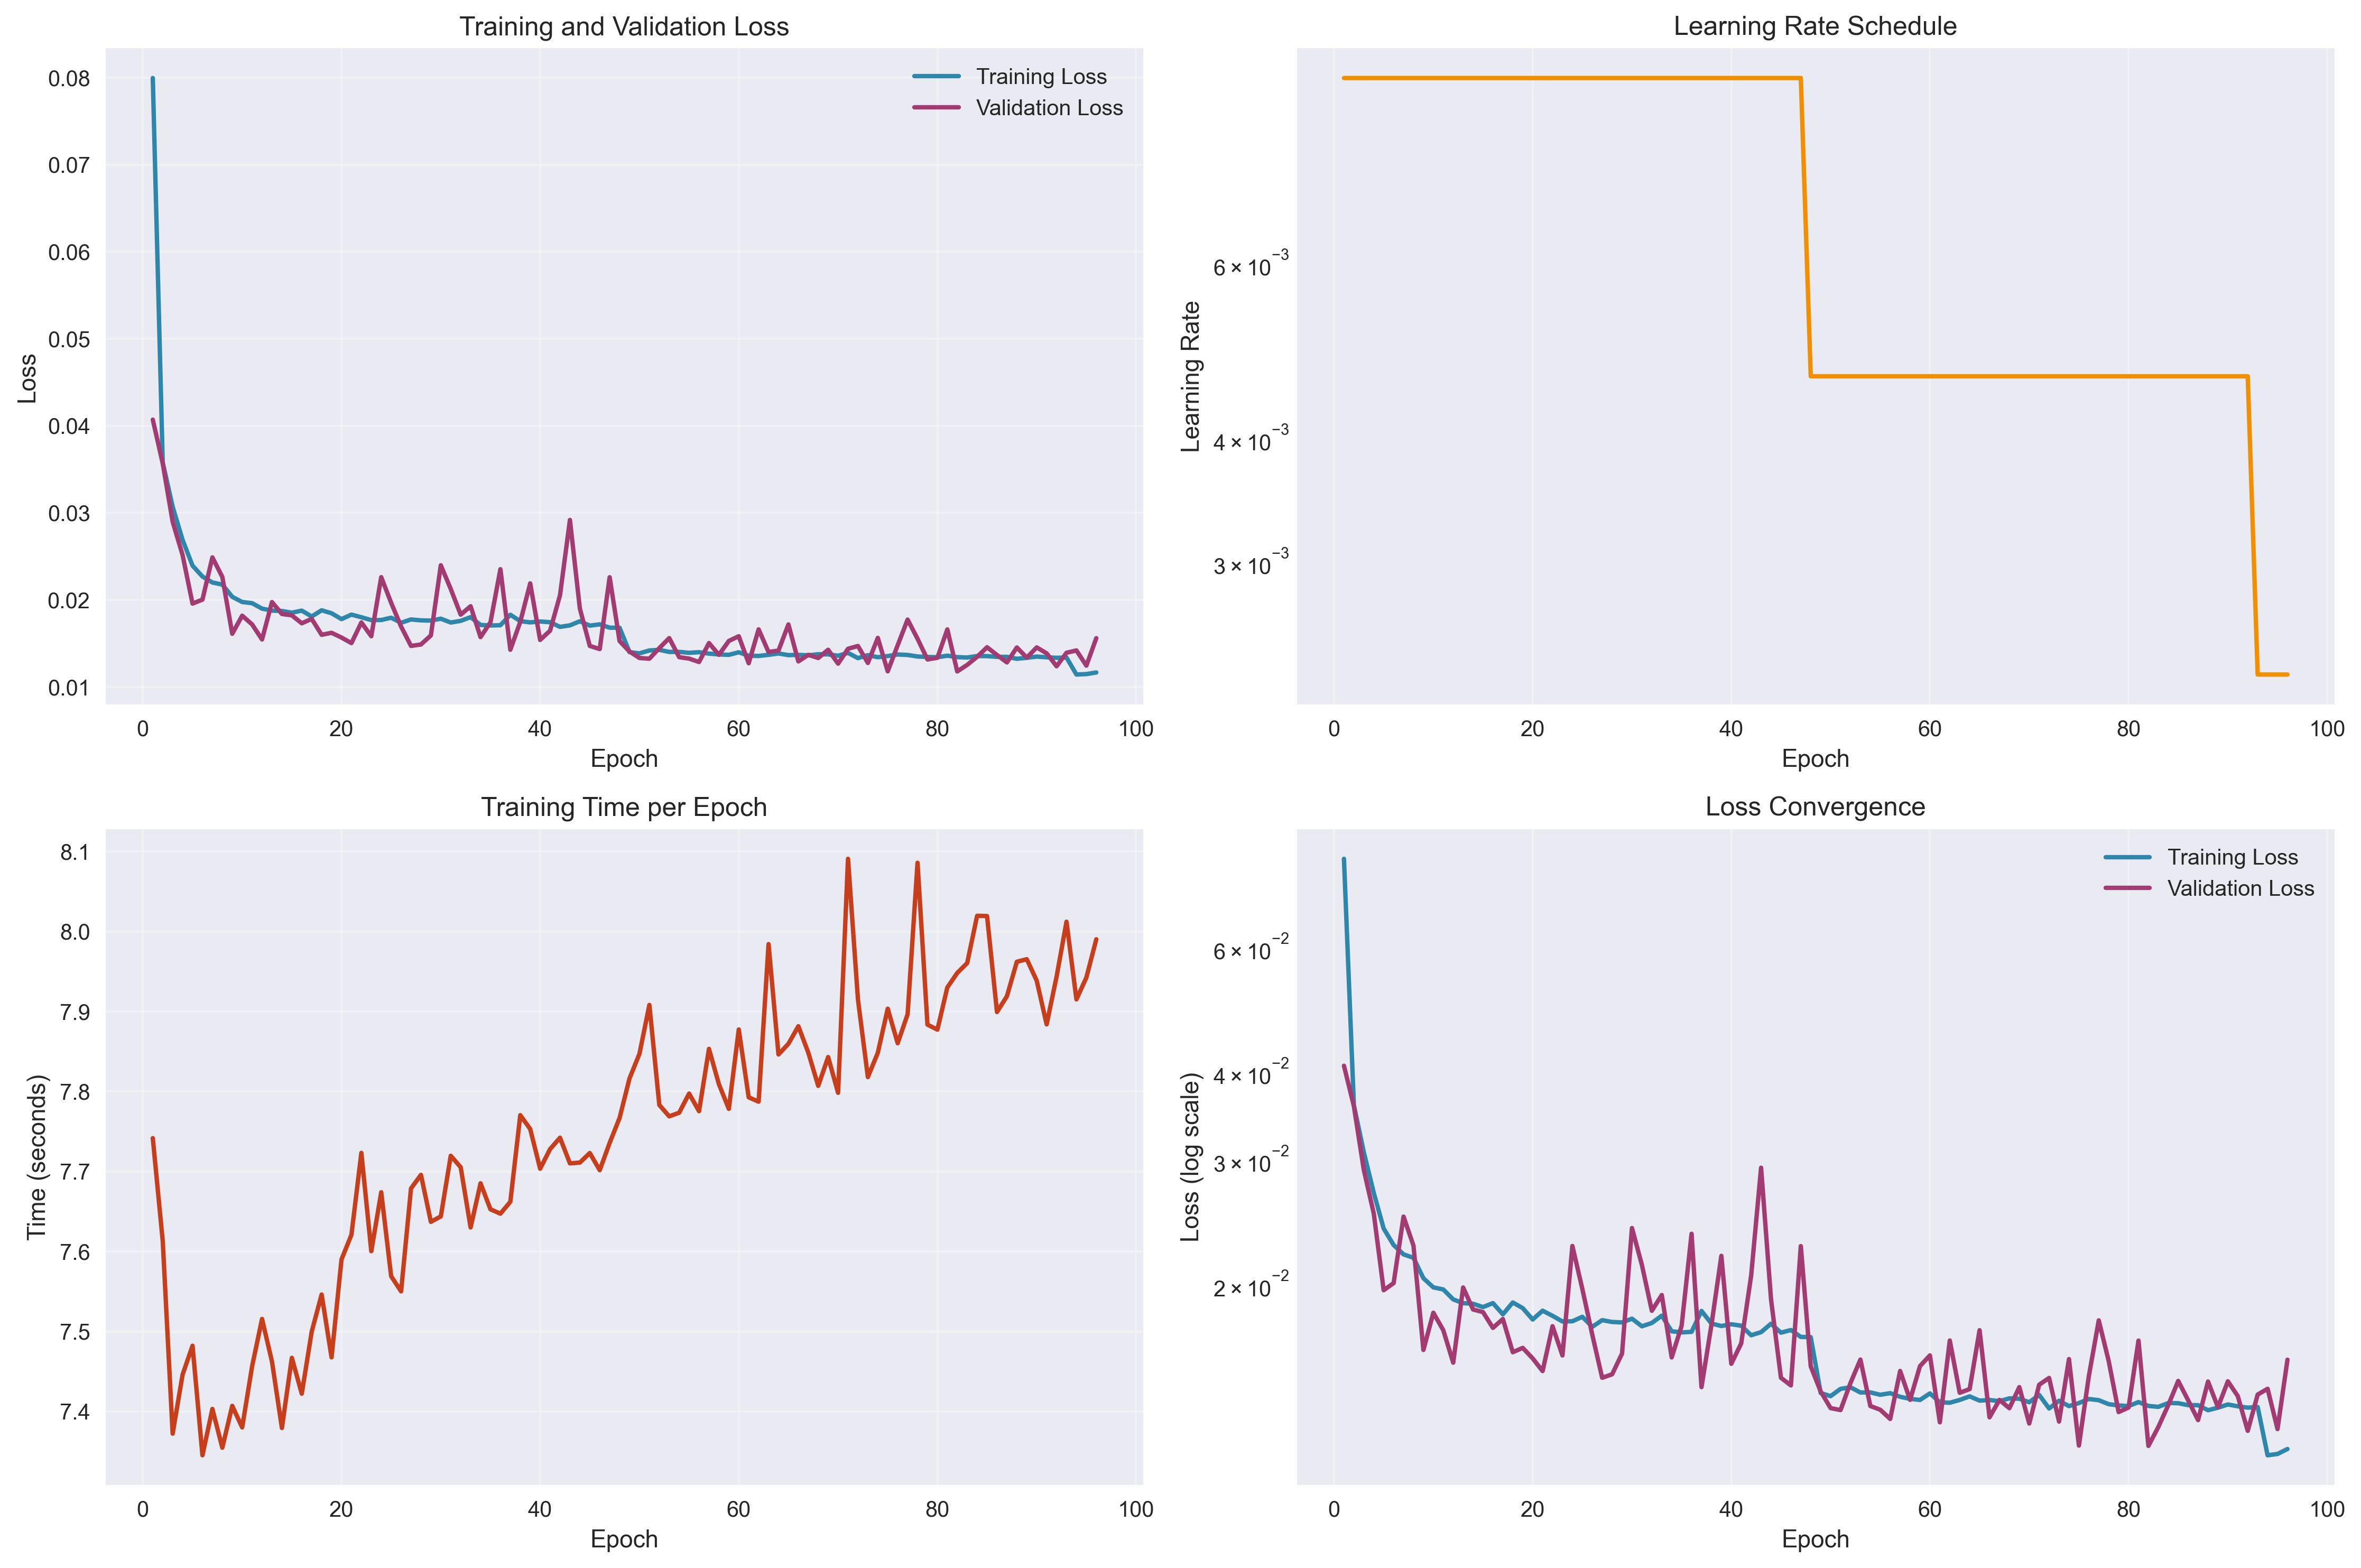 Training and Validation Loss
Training Loss
Validation Loss
0.08
0.07
0.06
0.05
0.04
0.03
0.02
0.01
Loss
0
20
40
60
80
100
Epoch
Learning Rate Schedule
6 × 10⁻³
4 × 10⁻³
3 × 10⁻³
Learning Rate
0
20
40
60
80
100
Epoch
Training Time per Epoch
8.1
8.0
7.9
7.8
7.7
7.6
7.5
7.4
Time (seconds)
0
20
40
60
80
100
Epoch
Loss Convergence
Training Loss
Validation Loss
6 × 10⁻²
4 × 10⁻²
3 × 10⁻²
2 × 10⁻²
Loss (log scale)
0
20
40
60
80
100
Epoch